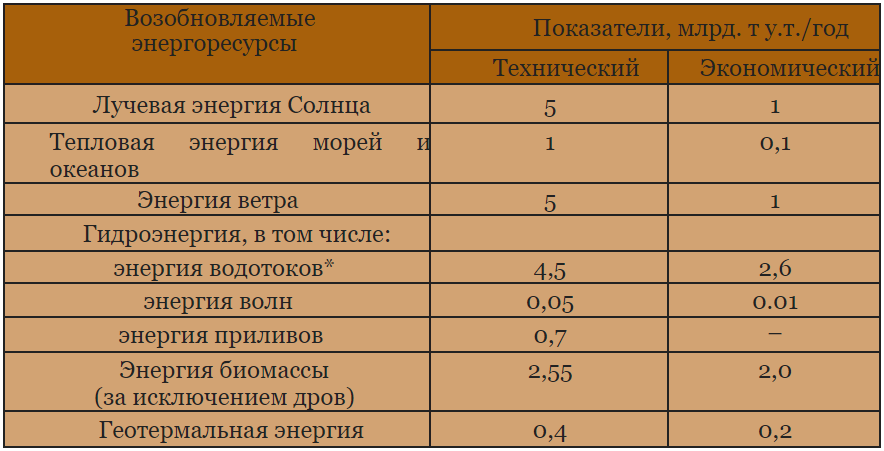 Возобновляемые
энергоресурсы
Показатели, млрд. т у.т./год
Технический Экономический
Лучевая энергия Солнца 5 1
Тепловая энергия морей и
океанов 1 0,1
Энергия ветра 5 1
Гидроэнергия, в том числе:
энергия водотоков* 4,5 2,6
энергия волн 0,05 0.01
энергия приливов 0,7 –
Энергия биомассы
(за исключением дров) 2,55 2,0
Геотермальная энергия 0,4 0,2